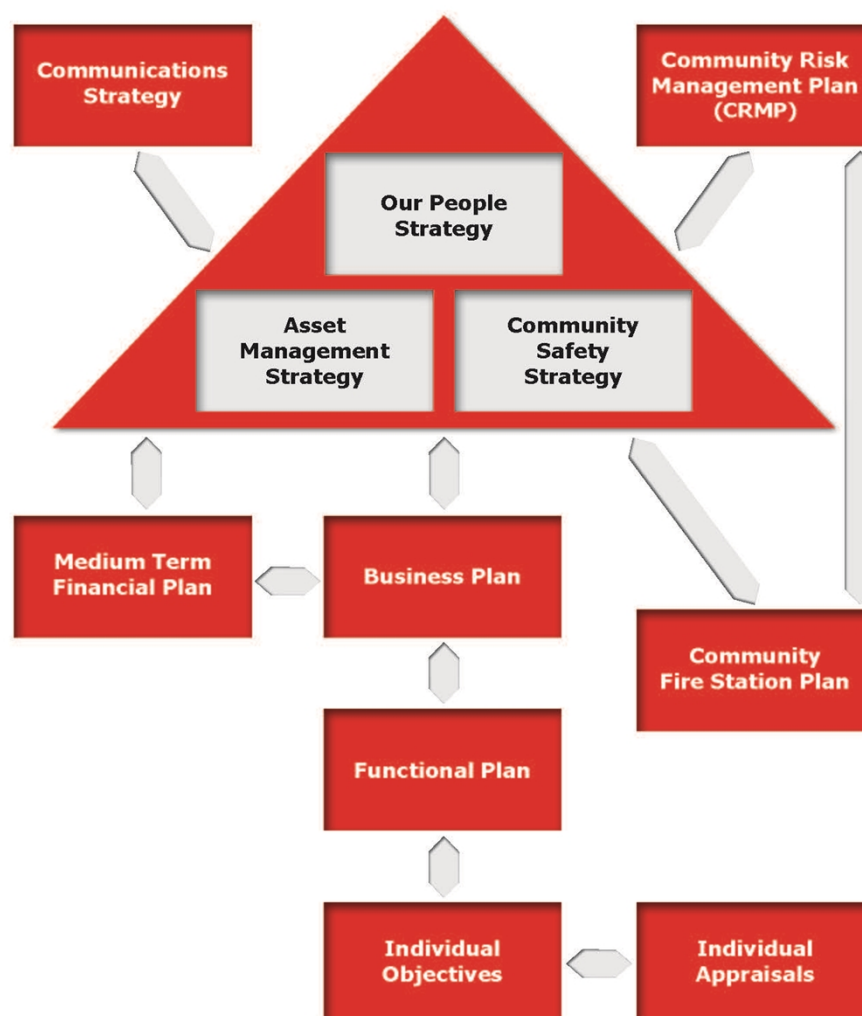 Communications
Strategy
Community Risk
Management Plan
(CRMP)
Our People
Strategy
Asset
Management
Strategy
Community
Safety
Strategy
Medium Term
Financial Plan
Business Plan
Community
Fire Station Plan
Functional Plan
Individual
Objectives
Individual
Appraisals